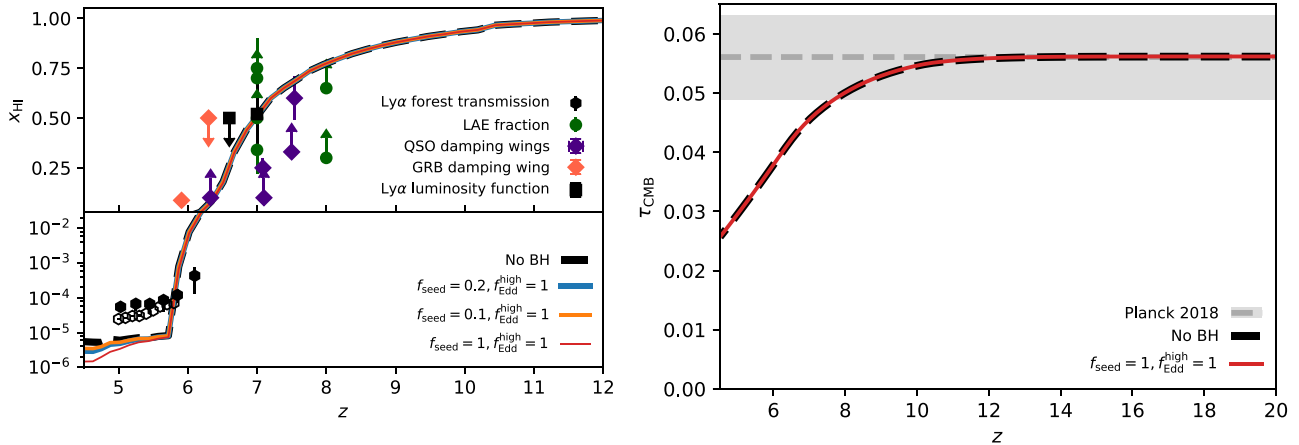 1.00
0.75
0.50
0.25
x_HI
Lyα forest transmission
LAE fraction
QSO damping wings
GRB damping wing
Lyα luminosity function
10⁻²
10⁻³
10⁻⁴
10⁻⁵
10⁻⁶
No BH
f_seed = 0.2, f_Edd^high = 1
f_seed = 0.1, f_Edd^high = 1
f_seed = 1, f_Edd^high = 1
5 6 7 8 9 10 11 12
z
0.06
0.05
0.04
0.03
0.02
0.01
0.00
τ_CMB
Planck 2018
No BH
f_seed = 1, f_Edd^high = 1
6 8 10 12 14 16 18 20
z